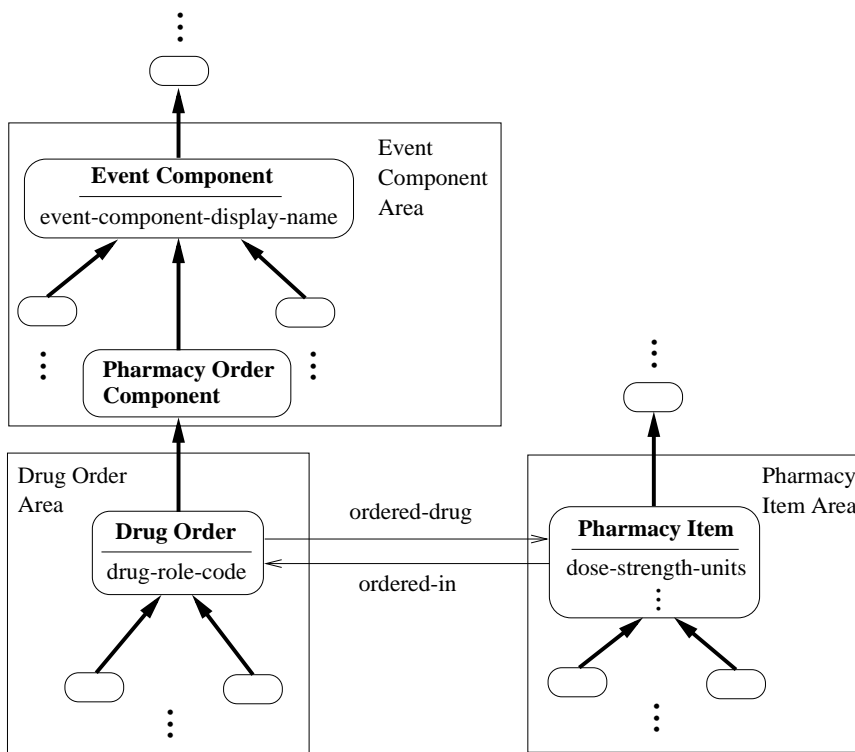 Event
Component
Area
Event Component
event-component-display-name
Pharmacy Order
Component
Drug Order
Area
Drug Order
drug-role-code
ordered-drug
ordered-in
Pharmacy
Item Area
Pharmacy Item
dose-strength-units